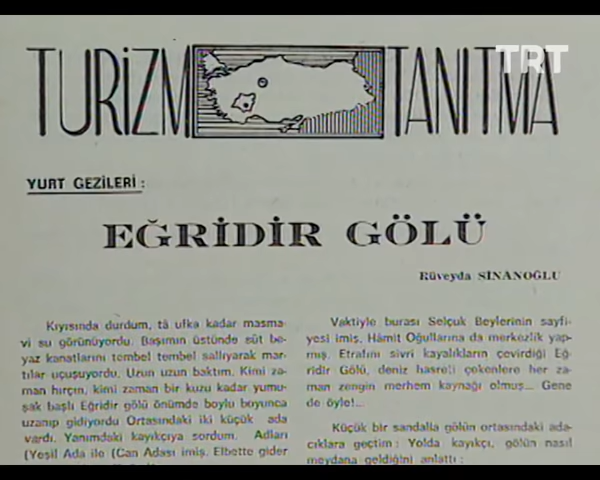 TRT
TURİZM TANITMA
YURT GEZİLERİ :
EĞRİDİR GÖLÜ
Rüveyda SİNANOĞLU
Kıyısında durdum, tâ ufka kadar masma-
vi su görünüyordu. Başımın üstünde süt be-
yaz kanatlarını tembel tembel sallıyarak mar-
tılar uçuşuyordu. Uzun uzun baktım. Kimi za-
man hırçın, kimi zaman bir kuzu kadar yumu-
şak başlı Eğridir gölü önümde boylu boyunca
uzanıp gidiyordu Ortasındaki iki küçük ada
vardı. Yanımdaki kayıkçıya sordum. Adları
(Yeşil Ada ile (Can Adası imiş. Elbette gider
Vaktiyle burası Selçuk Beylerinin sayfi-
yesi imiş. Hâmit Oğullarına da merkezlik yap-
mış. Etrafını sivri kayalıkların çevirdiği Eğ-
ridir Gölü, deniz hasreti çekenlere her za-
man zengin merhem kaynağı olmuş... Gene
de öyle!...
Küçük bir sandalla gölün ortasındaki ada-
cıklara geçtim : Yolda kayıkçı, gölün nasıl
meydana geldiğini anlattı :